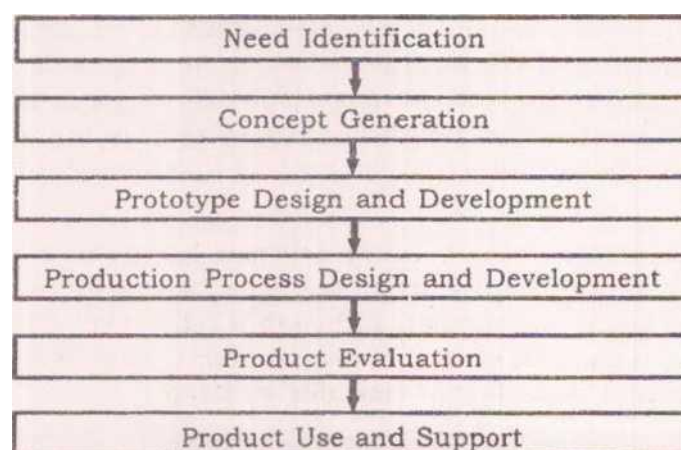 Need Identification
Concept Generation
Prototype Design and Development
Production Process Design and Development
Product Evaluation
Product Use and Support